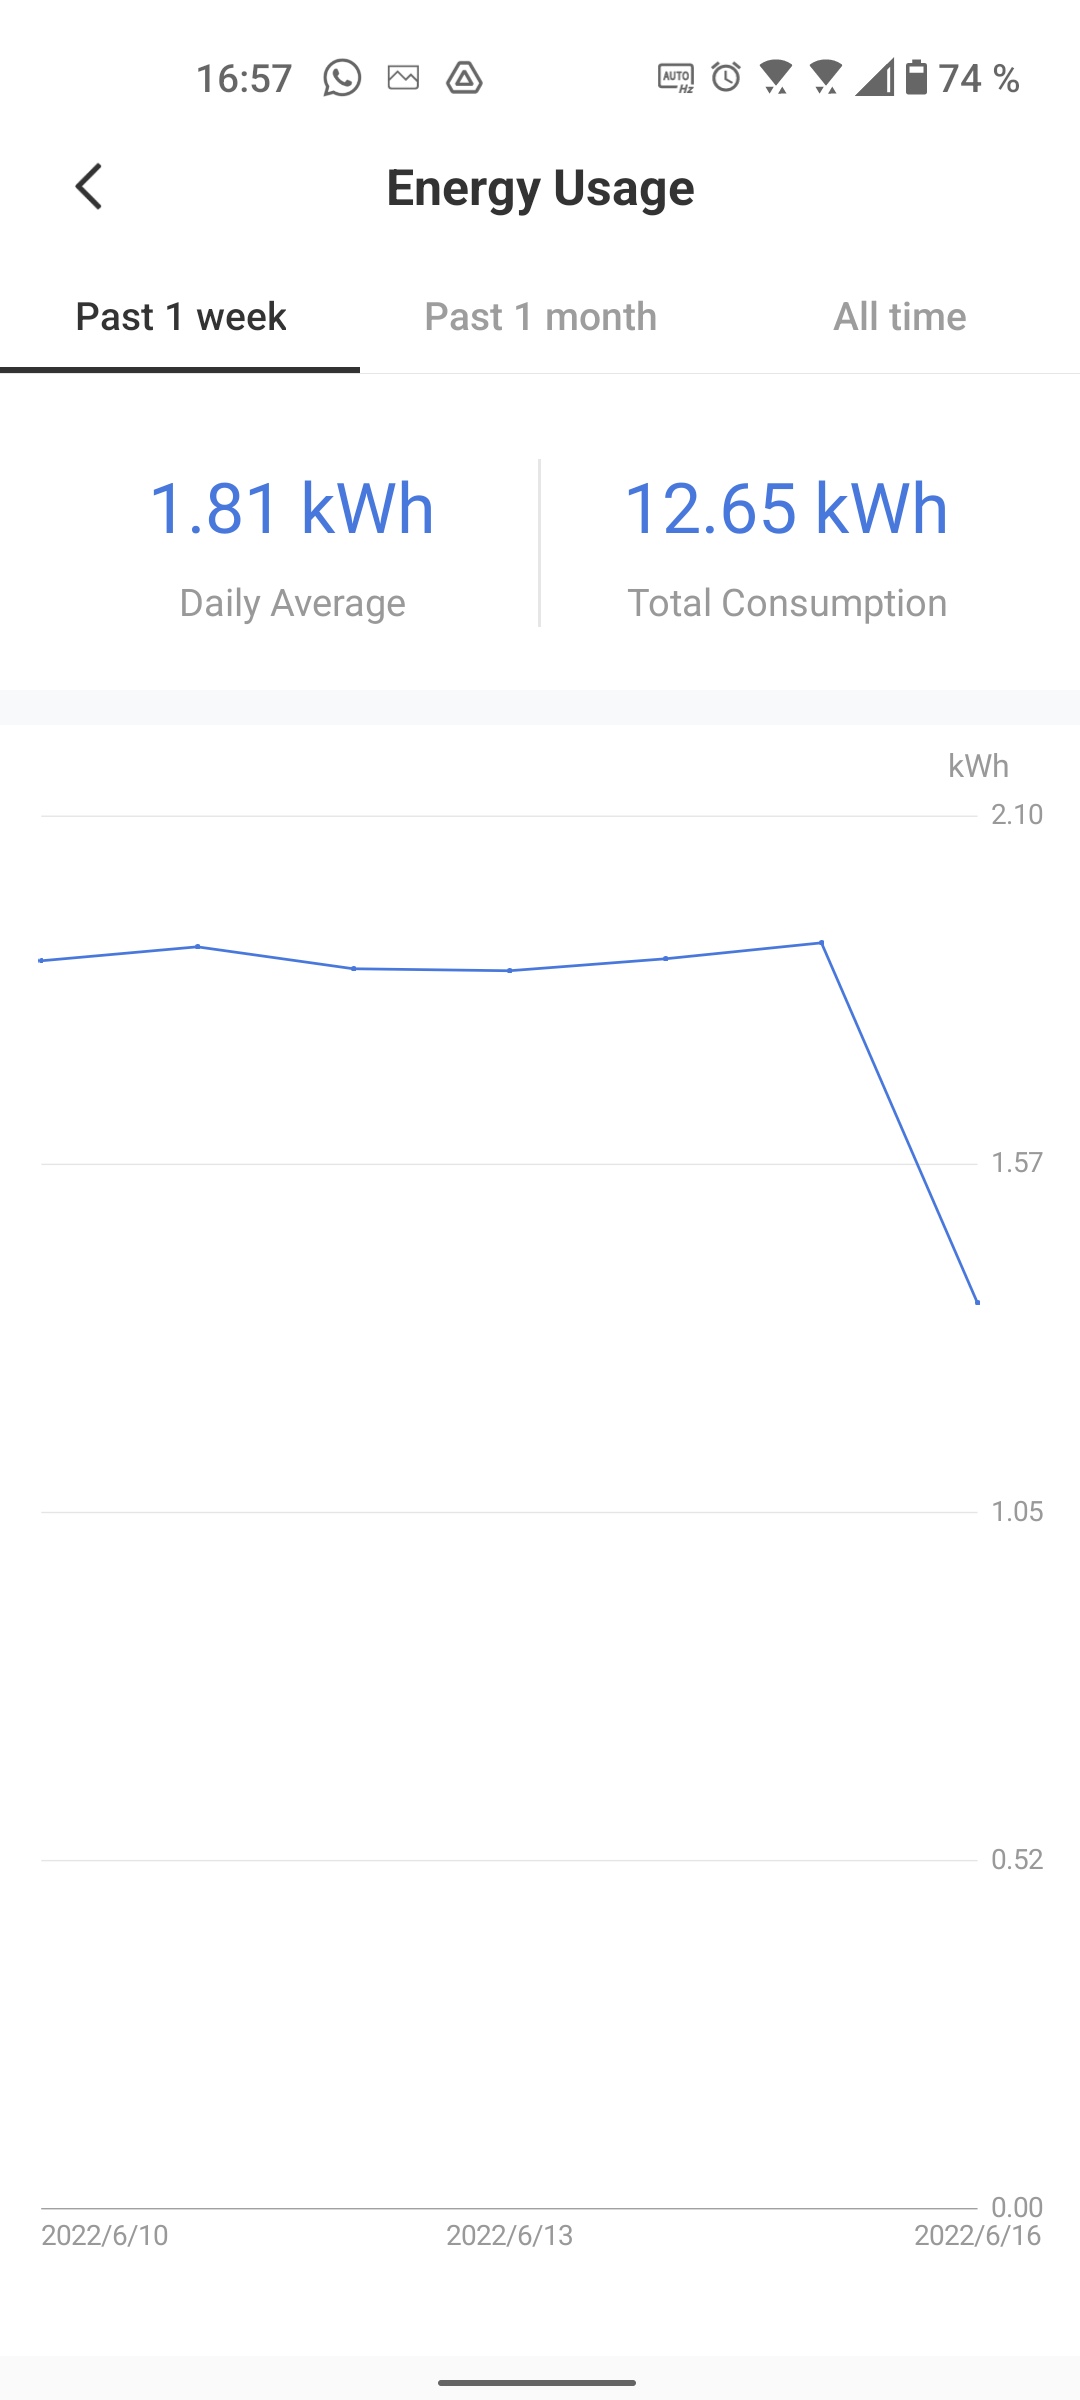 16:57 AUTO Hz 74 %
Energy Usage
Past 1 week Past 1 month All time
1.81 kWh 12.65 kWh
Daily Average Total Consumption
kWh
2.10
1.57
1.05
0.52
0.00
2022/6/10 2022/6/13 2022/6/16